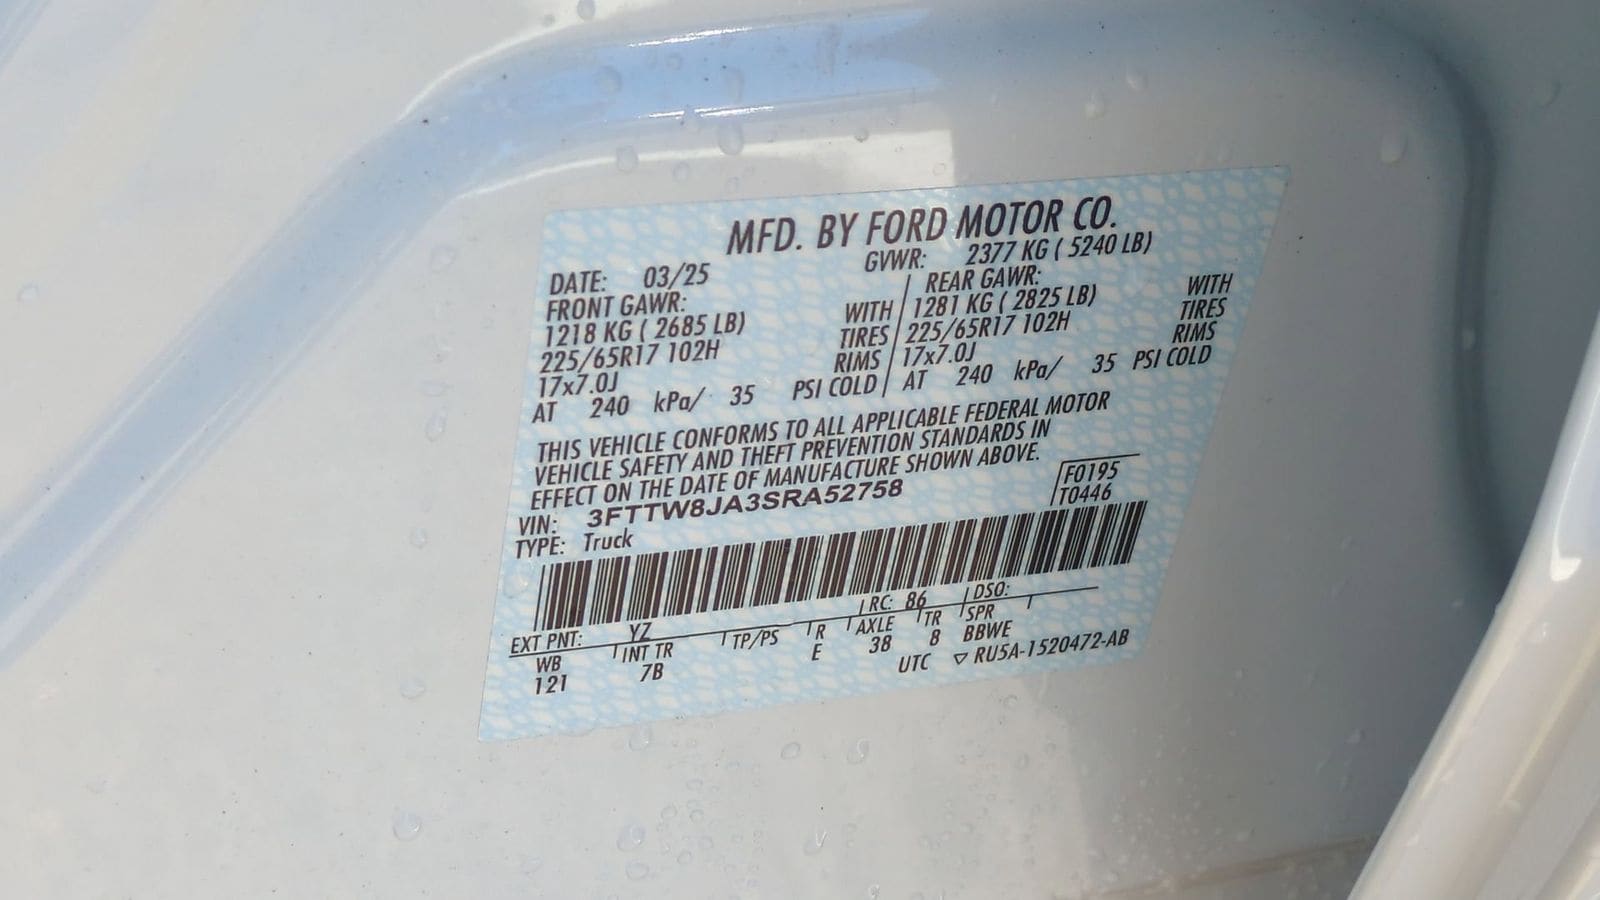 MFD. BY FORD MOTOR CO.
DATE: 03/25 GVWR: 2377 KG ( 5240 LB)
FRONT GAWR: REAR GAWR:
1218 KG ( 2685 LB) WITH 1281 KG ( 2825 LB) WITH
225/65R17 102H TIRES 225/65R17 102H TIRES
17x7.0J RIMS 17x7.0J RIMS
AT 240 kPa/ 35 PSI COLD AT 240 kPa/ 35 PSI COLD
THIS VEHICLE CONFORMS TO ALL APPLICABLE FEDERAL MOTOR
VEHICLE SAFETY AND THEFT PREVENTION STANDARDS IN
EFFECT ON THE DATE OF MANUFACTURE SHOWN ABOVE.
VIN: 3FTTW8JA3SRA52758 F0195
TYPE: Truck T0446
EXT PNT: YZ RC: 86 DSO:
WB INT TR TP/PS R AXLE TR SPR
121 7B E 38 8 BBWE
UTC ▽ RU5A-1520472-AB